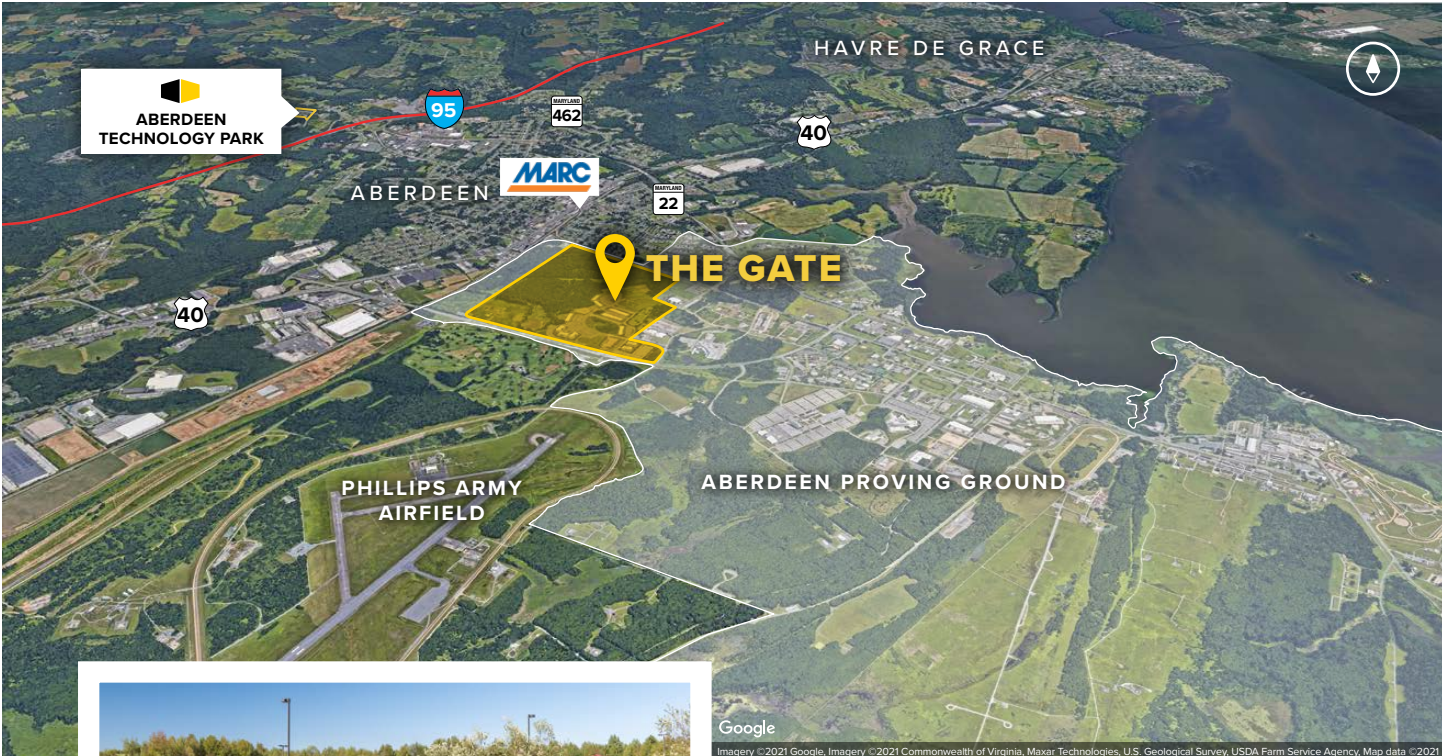 HAVRE DE GRACE
ABERDEEN
TECHNOLOGY PARK
95
MARYLAND
462
40
MARC
ABERDEEN
MARYLAND
22
THE GATE
40
PHILLIPS ARMY
AIRFIELD
ABERDEEN PROVING GROUND
Google
Imagery ©2021 Google, Imagery ©2021 Commonwealth of Virginia, Maxar Technologies, U.S. Geological Survey, USDA Farm Service Agency, Map data ©2021